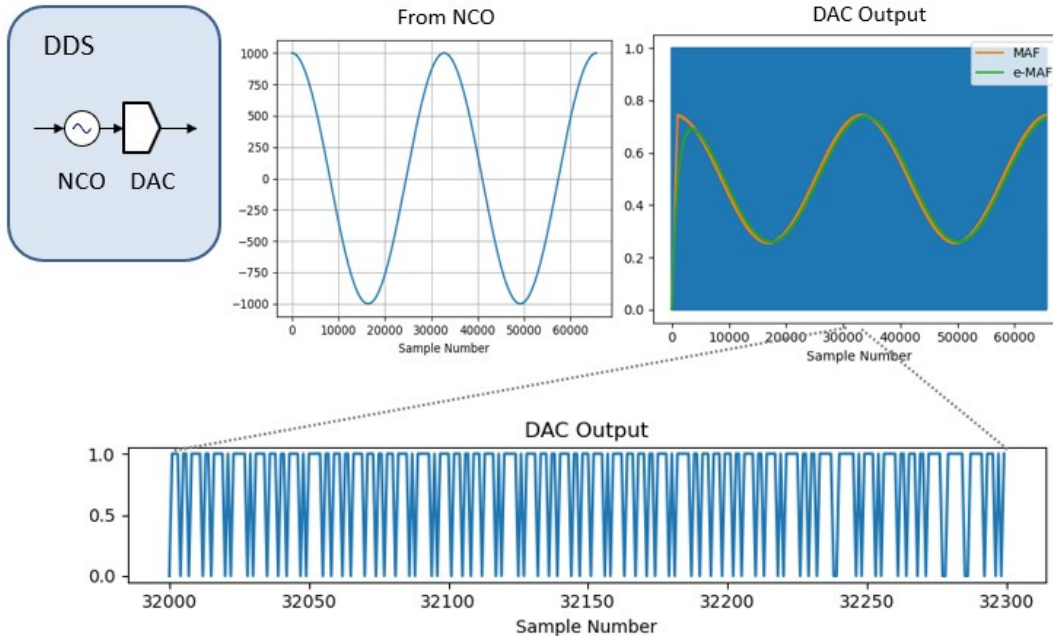 DDS
NCO DAC
From NCO
1000
750
500
250
0
−250
−500
−750
−1000
0 10000 20000 30000 40000 50000 60000
Sample Number
DAC Output
MAF
e-MAF
1.0
0.8
0.6
0.4
0.2
0.0
0 10000 20000 30000 40000 50000 60000
Sample Number
DAC Output
1.0
0.5
0.0
32000 32050 32100 32150 32200 32250 32300
Sample Number